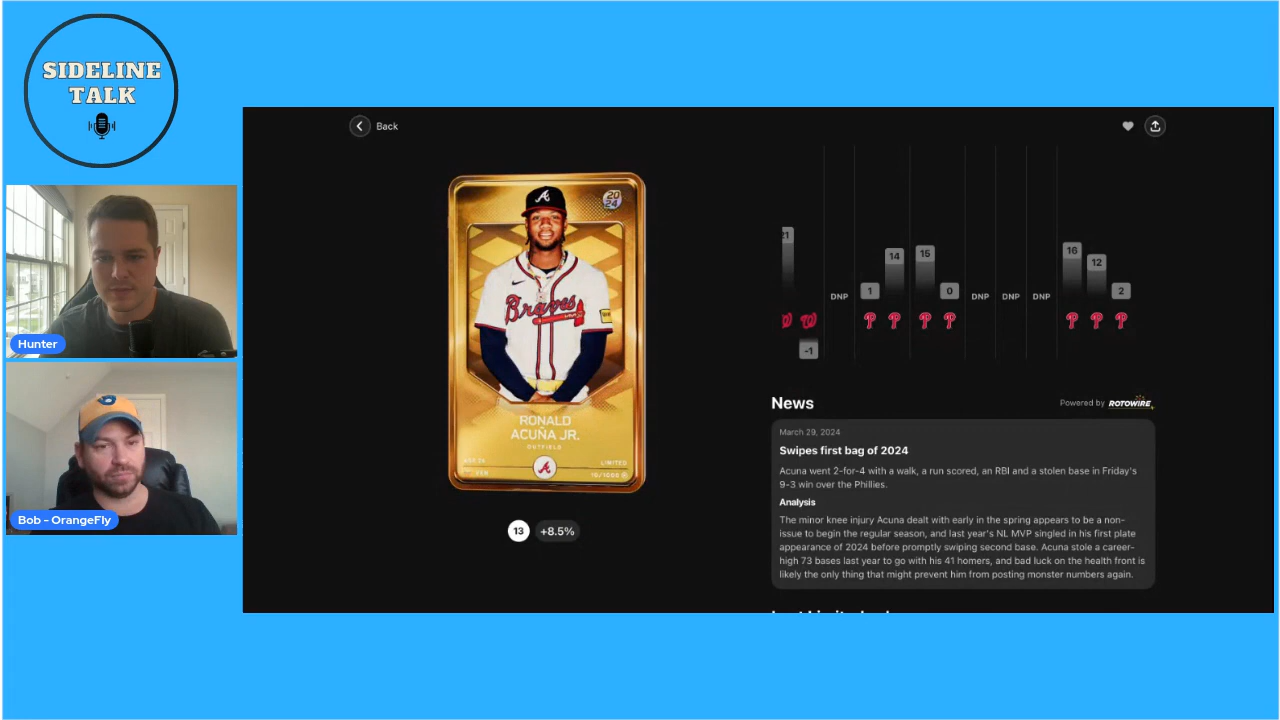 SIDELINE
TALK
Hunter
Bob - OrangeFly
Back
20
24
Braves
RONALD
ACUÑA JR.
OUTFIELD
LIMITED
13
+8.5%
-1
DNP
1
14
15
0
DNP
DNP
DNP
16
12
2
News
Powered by ROTOWIRE
March 29, 2024
Swipes first bag of 2024
Acuna went 2-for-4 with a walk, a run scored, an RBI and a stolen base in Friday's
9-3 win over the Phillies.
Analysis
The minor knee injury Acuna dealt with early in the spring appears to be a non-
issue to begin the regular season, and last year's NL MVP singled in his first plate
appearance of 2024 before promptly swiping second base. Acuna stole a career-
high 73 bases last year to go with his 41 homers, and bad luck on the health front is
likely the only thing that might prevent him from posting monster numbers again.